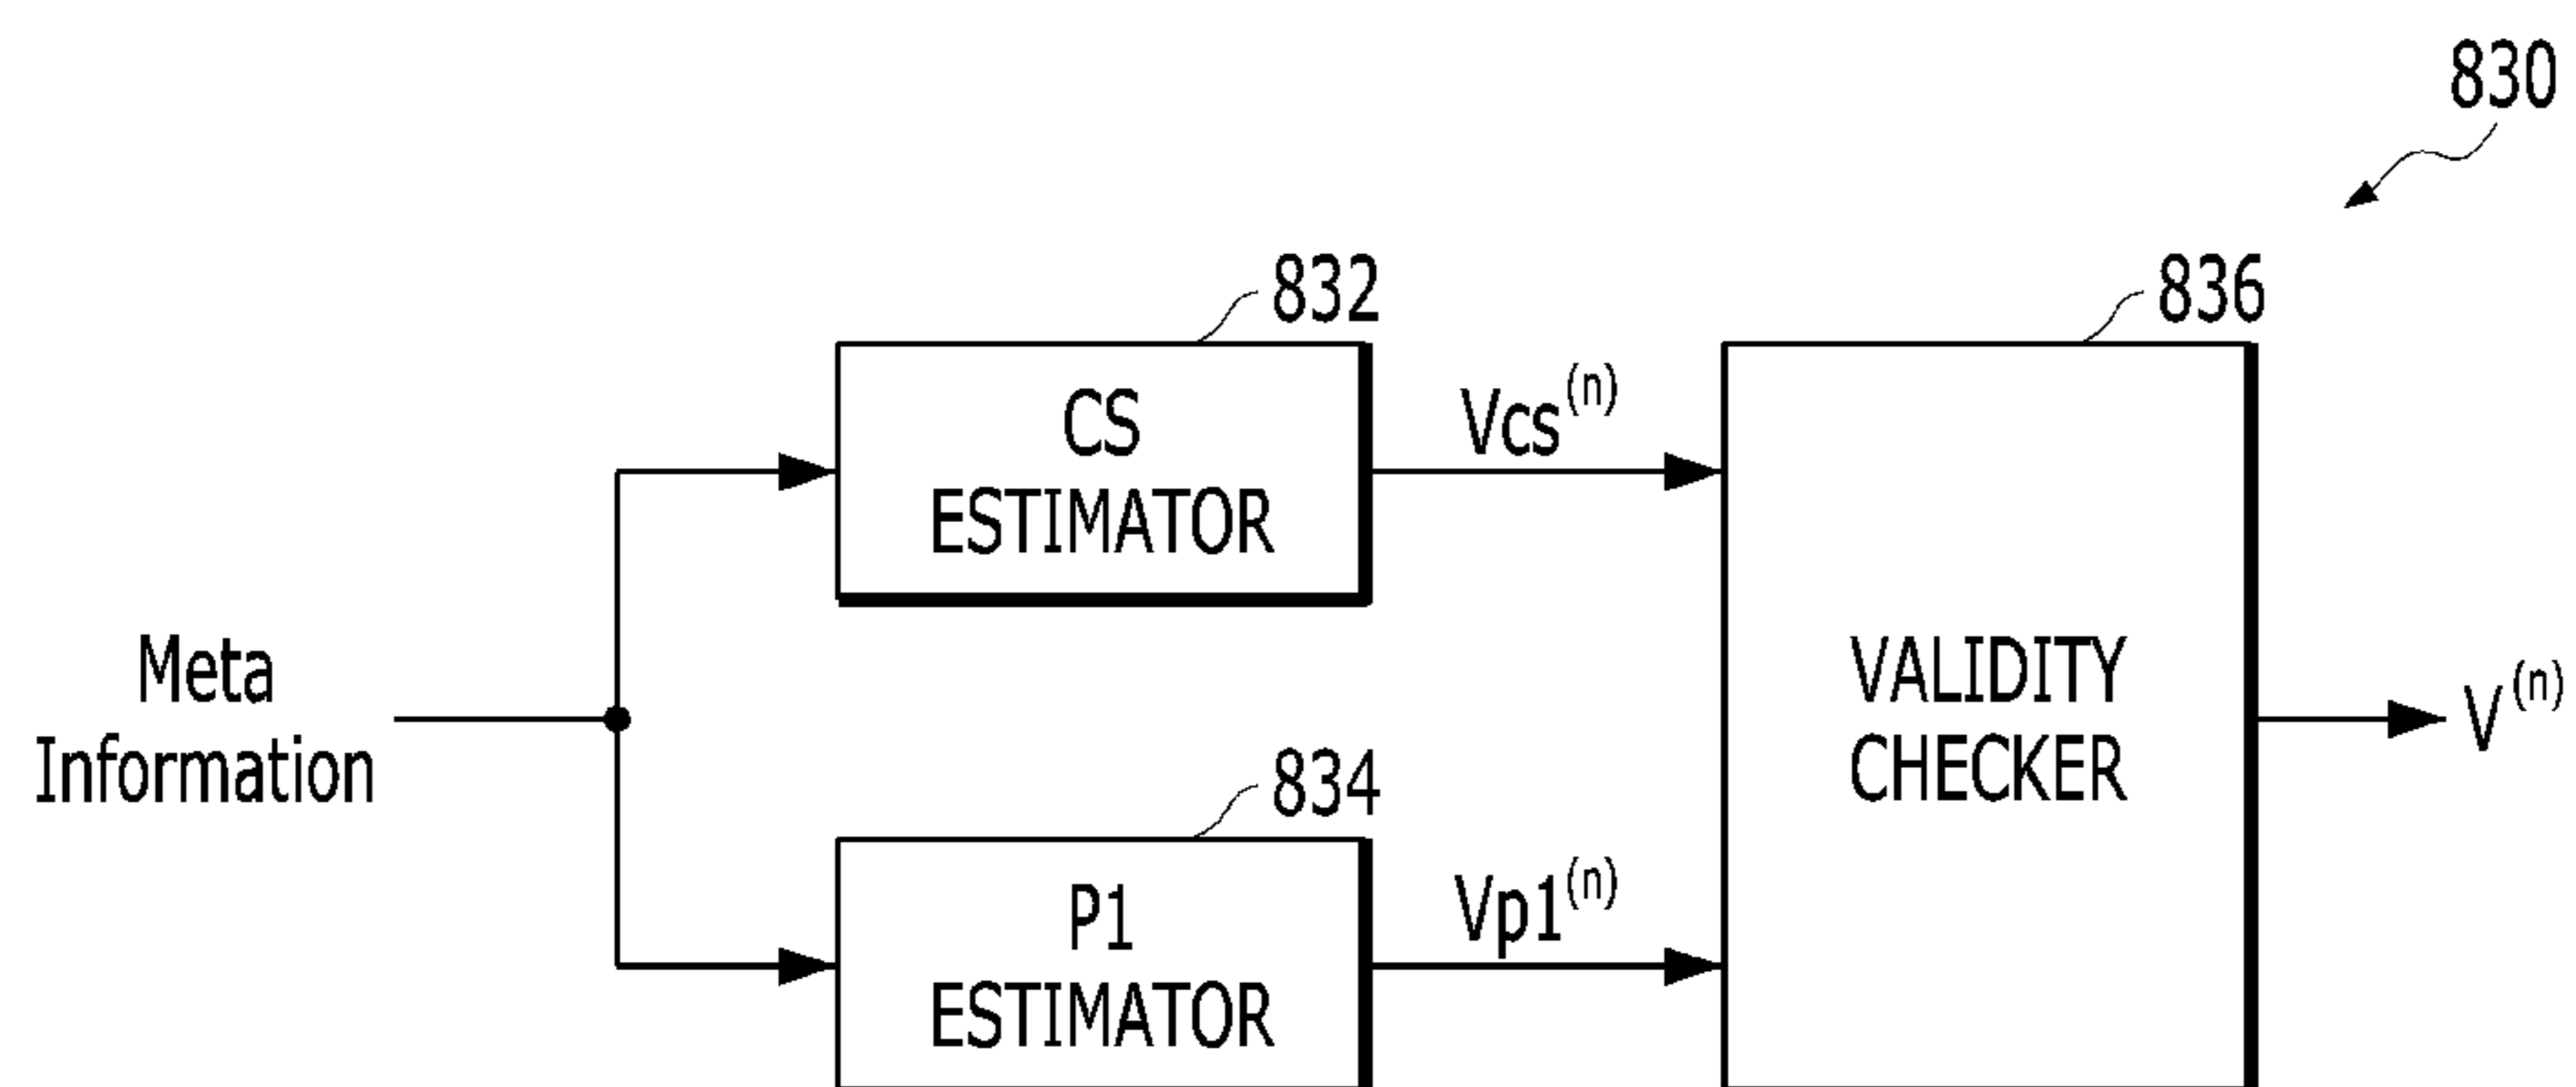 830
832
836
CS
ESTIMATOR
Vcs^(n)
Meta
Information
VALIDITY
CHECKER
V^(n)
834
P1
ESTIMATOR
Vp1^(n)